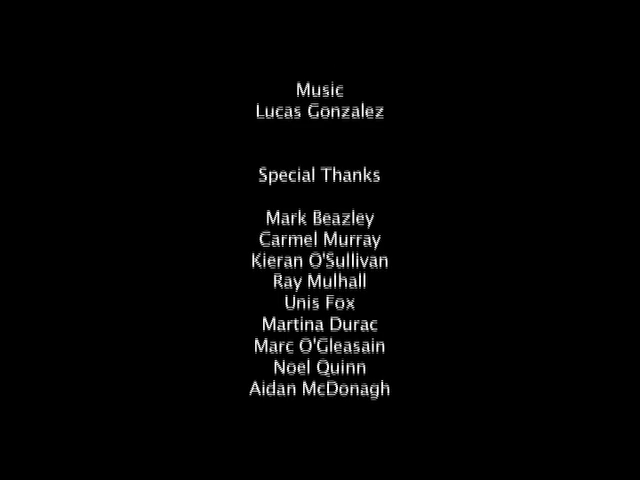 Music
Lucas Gonzalez
Special Thanks
Mark Beazley
Carmel Murray
Kieran O'Sullivan
Ray Mulhall
Unis Fox
Martina Durac
Marc O'Gleasain
Noel Quinn
Aidan McDonagh